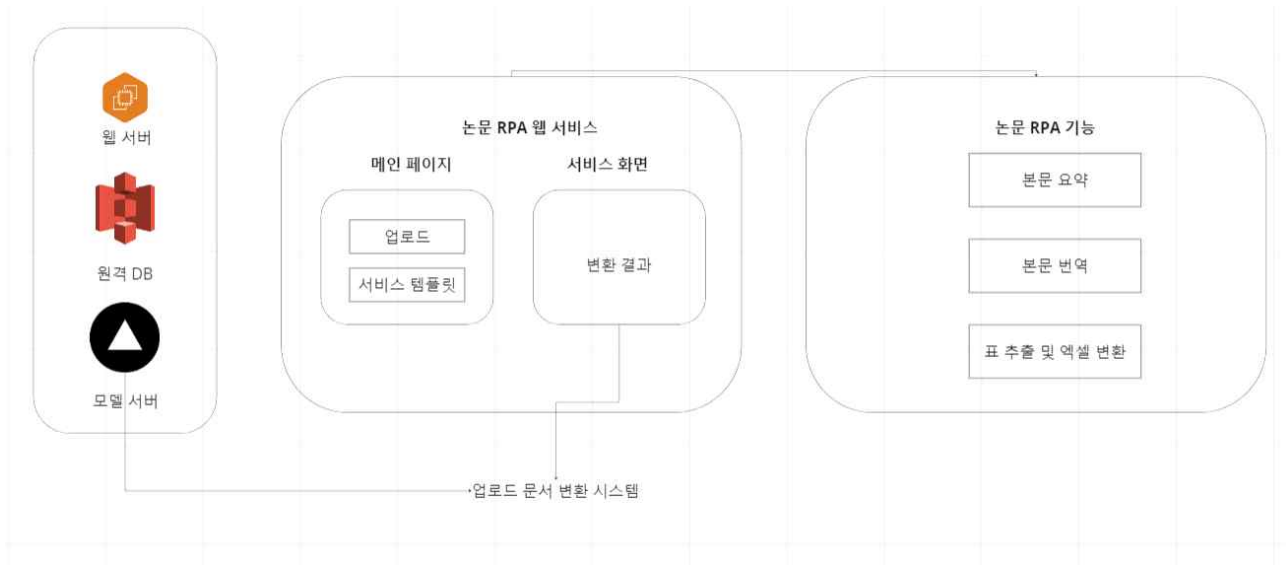 웹 서버
원격 DB
모델 서버
논문 RPA 웹 서비스
메인 페이지
업로드
서비스 템플릿
서비스 화면
변환 결과
업로드 문서 변환 시스템
논문 RPA 기능
본문 요약
본문 번역
표 추출 및 엑셀 변환